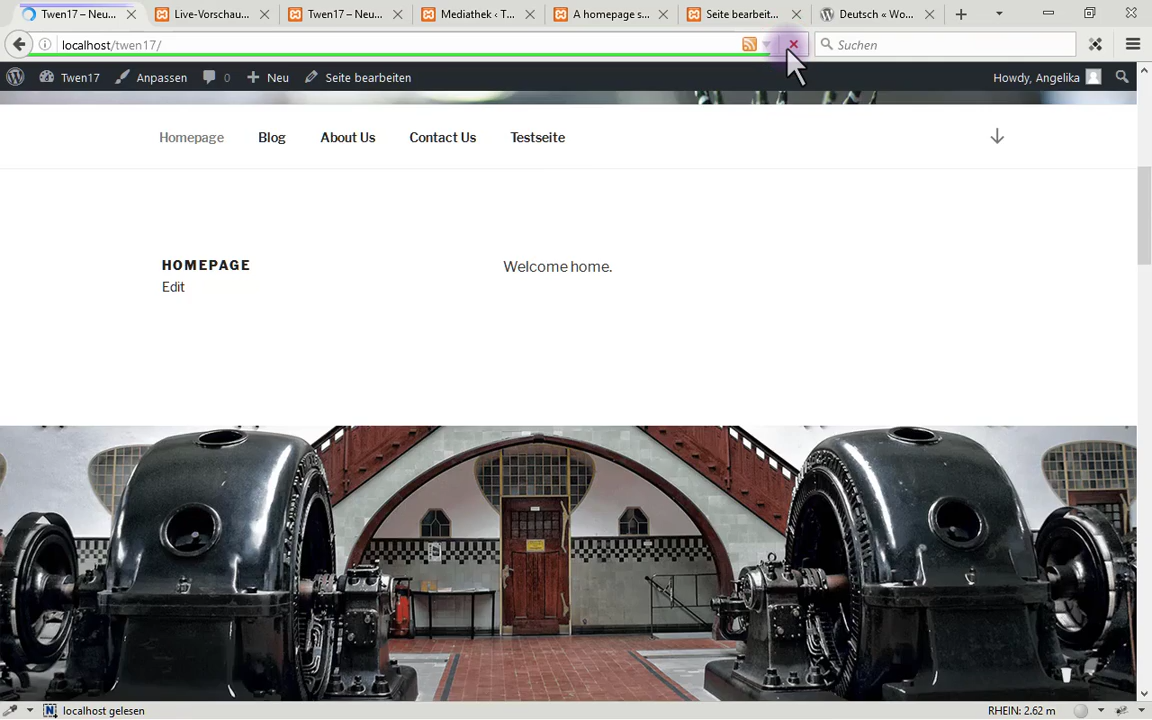 Twen17 – Neu...
Live-Vorschau...
Twen17 – Neu...
Mediathek ‹ T...
A homepage s...
Seite bearbeit...
Deutsch « Wo...
localhost/twen17/
Suchen
Twen17
Anpassen
0
Neu
Seite bearbeiten
Howdy, Angelika
Homepage
Blog
About Us
Contact Us
Testseite
HOMEPAGE
Welcome home.
Edit
localhost gelesen
RHEIN: 2.62 m